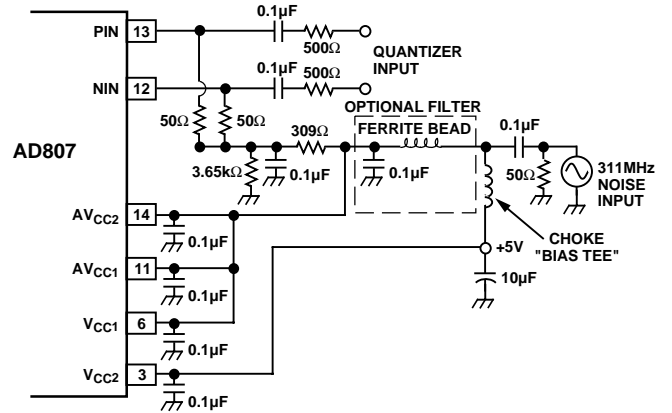 PIN 13 0.1µF 500Ω
QUANTIZER
INPUT
NIN 12 0.1µF 500Ω
50Ω 50Ω
OPTIONAL FILTER
FERRITE BEAD
AD807
3.65kΩ 0.1µF 309Ω 0.1µF
0.1µF
50Ω
311MHz
NOISE
INPUT
AVCC2 14 0.1µF
CHOKE
"BIAS TEE"
+5V
10µF
AVCC1 11 0.1µF
VCC1 6 0.1µF
VCC2 3 0.1µF